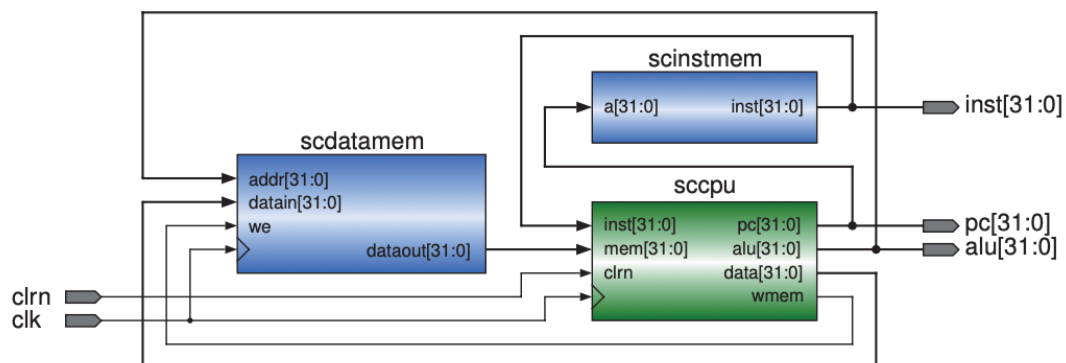 scinstmem
a[31:0] inst[31:0]
inst[31:0]
scdatamem
addr[31:0]
datain[31:0]
we
dataout[31:0]
sccpu
inst[31:0] pc[31:0]
mem[31:0] alu[31:0]
clrn data[31:0]
wmem
pc[31:0]
alu[31:0]
clrn
clk